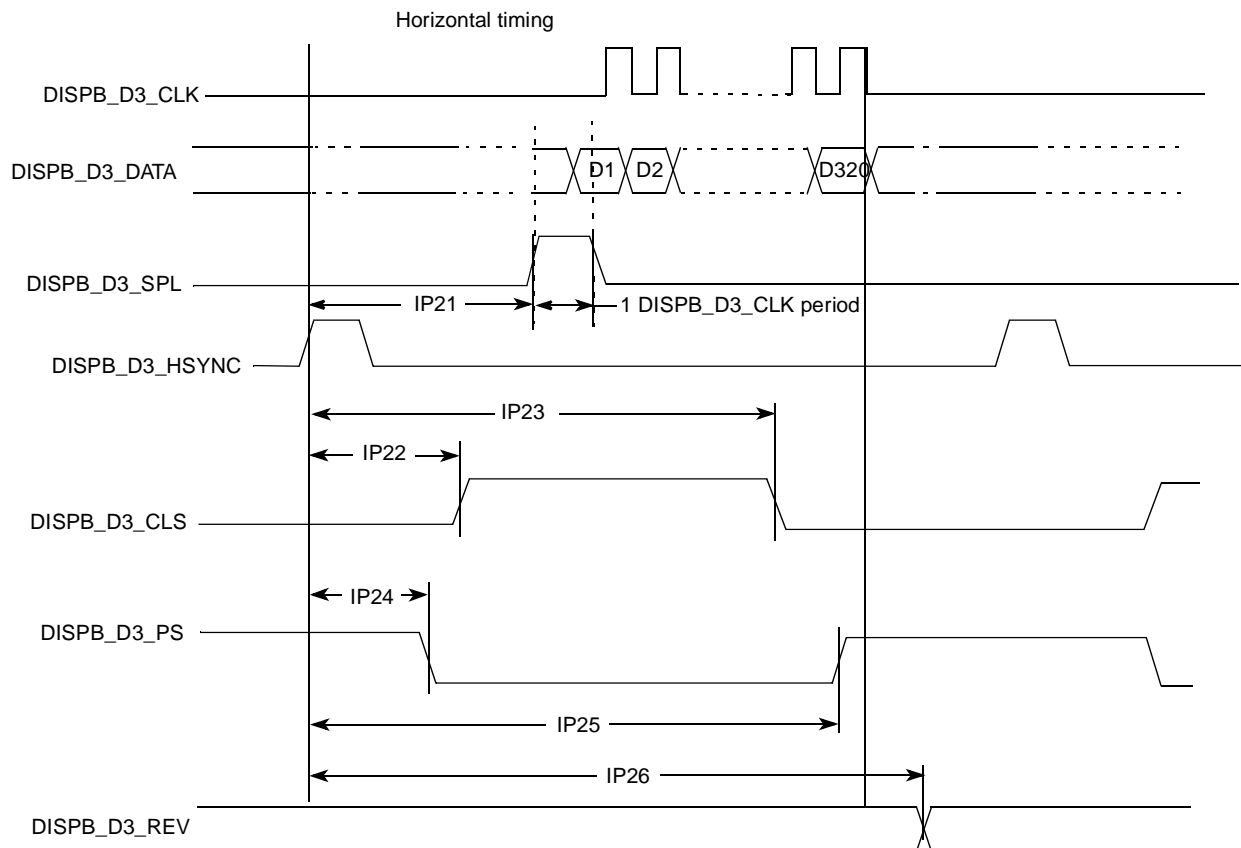 Horizontal timing
DISPB_D3_CLK
DISPB_D3_DATA
D1
D2
D320
DISPB_D3_SPL
IP21
1 DISPB_D3_CLK period
DISPB_D3_HSYNC
IP23
IP22
DISPB_D3_CLS
IP24
DISPB_D3_PS
IP25
IP26
DISPB_D3_REV